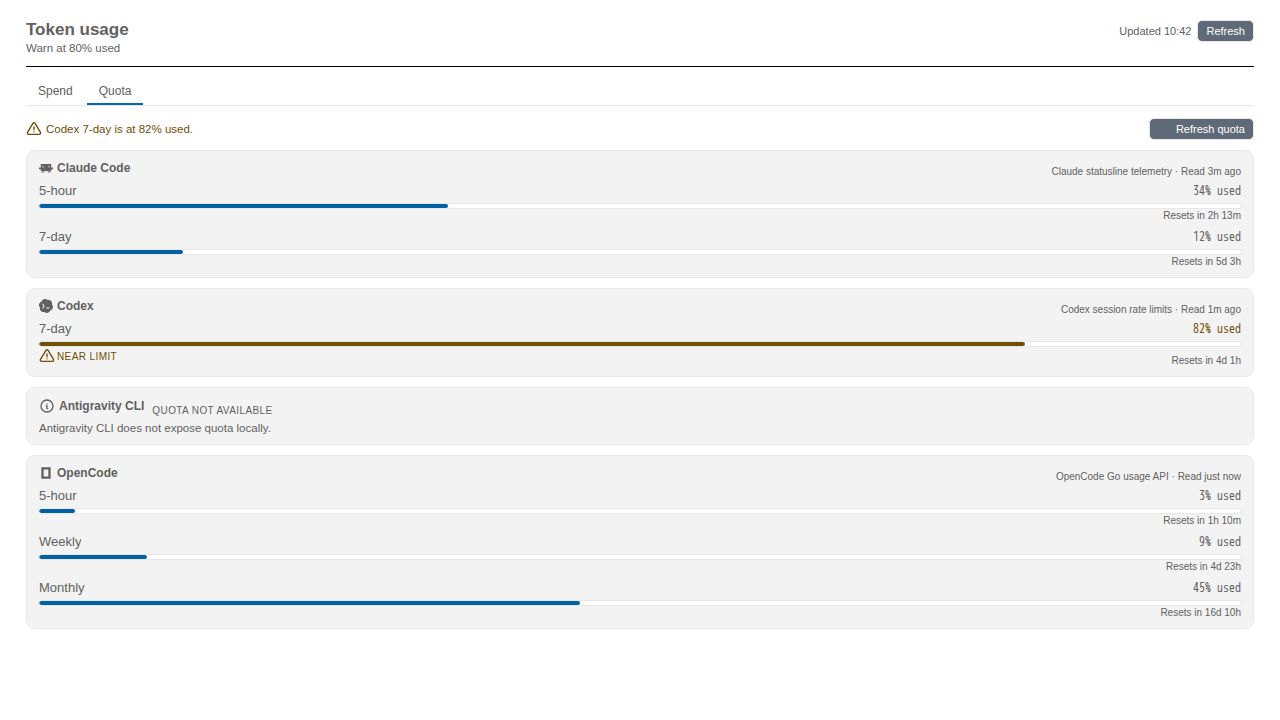 Token usage
Warn at 80% used
Updated 10:42 Refresh
Spend Quota
Codex 7-day is at 82% used.
Refresh quota
Claude Code
Claude statusline telemetry · Read 3m ago
5-hour 34% used
Resets in 2h 13m
7-day 12% used
Resets in 5d 3h
Codex
Codex session rate limits · Read 1m ago
7-day 82% used
NEAR LIMIT
Resets in 4d 1h
Antigravity CLI QUOTA NOT AVAILABLE
Antigravity CLI does not expose quota locally.
OpenCode
OpenCode Go usage API · Read just now
5-hour 3% used
Resets in 1h 10m
Weekly 9% used
Resets in 4d 23h
Monthly 45% used
Resets in 16d 10h